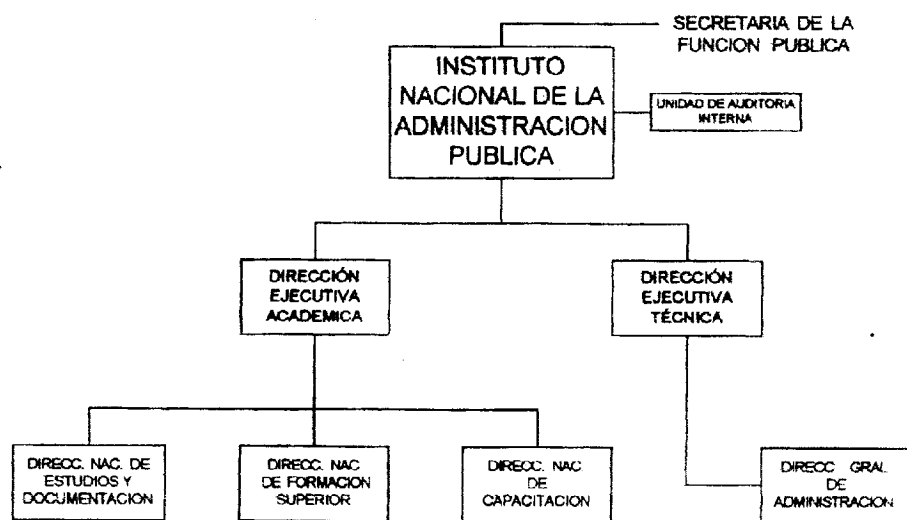 SECRETARIA DE LA
FUNCION PUBLICA
INSTITUTO
NACIONAL DE LA
ADMINISTRACION
PUBLICA
UNIDAD DE AUDITORIA
INTERNA
DIRECCIÓN
EJECUTIVA
ACADEMICA
DIRECCIÓN
EJECUTIVA
TÉCNICA
DIRECC. NAC. DE
ESTUDIOS Y
DOCUMENTACION
DIRECC. NAC
DE FORMACION
SUPERIOR
DIRECC. NAC
DE
CAPACITACION
DIRECC GRAL
DE
ADMINISTRACION